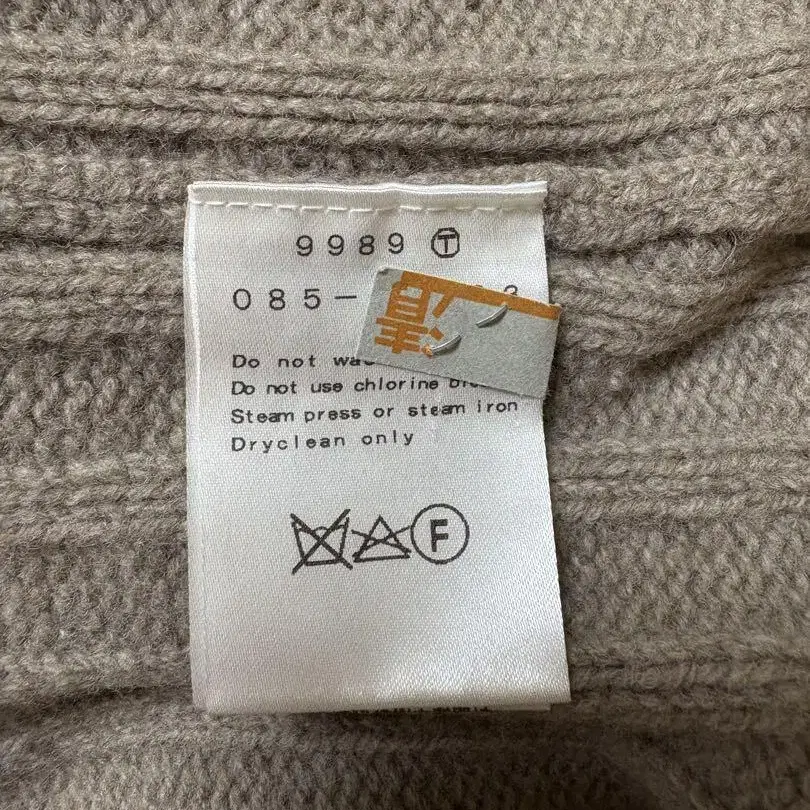 9989 Ⓣ
085-
Do not
Do not use chlorine
Steam press or steam iron
Dryclean only
F